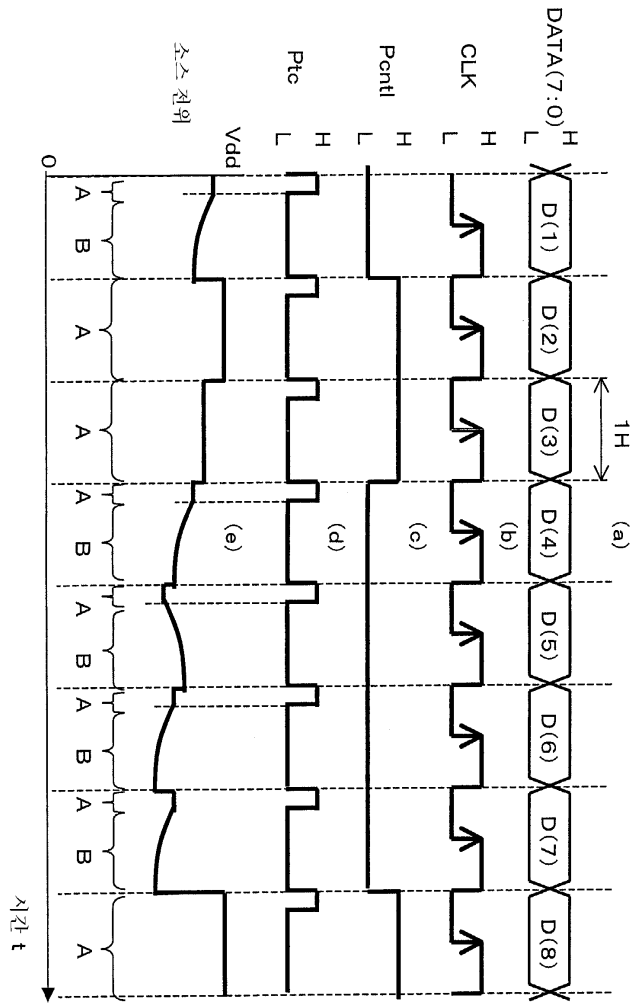 (a)
1H
DATA(7:0) H L D(1) D(2) D(3) D(4) D(5) D(6) D(7) D(8)
(b)
CLK H L
(c)
Pcntl H L
(d)
Ptc H L
(e)
Vdd
소스 전위
0
A B A A A B A B A B A B A
시간 t